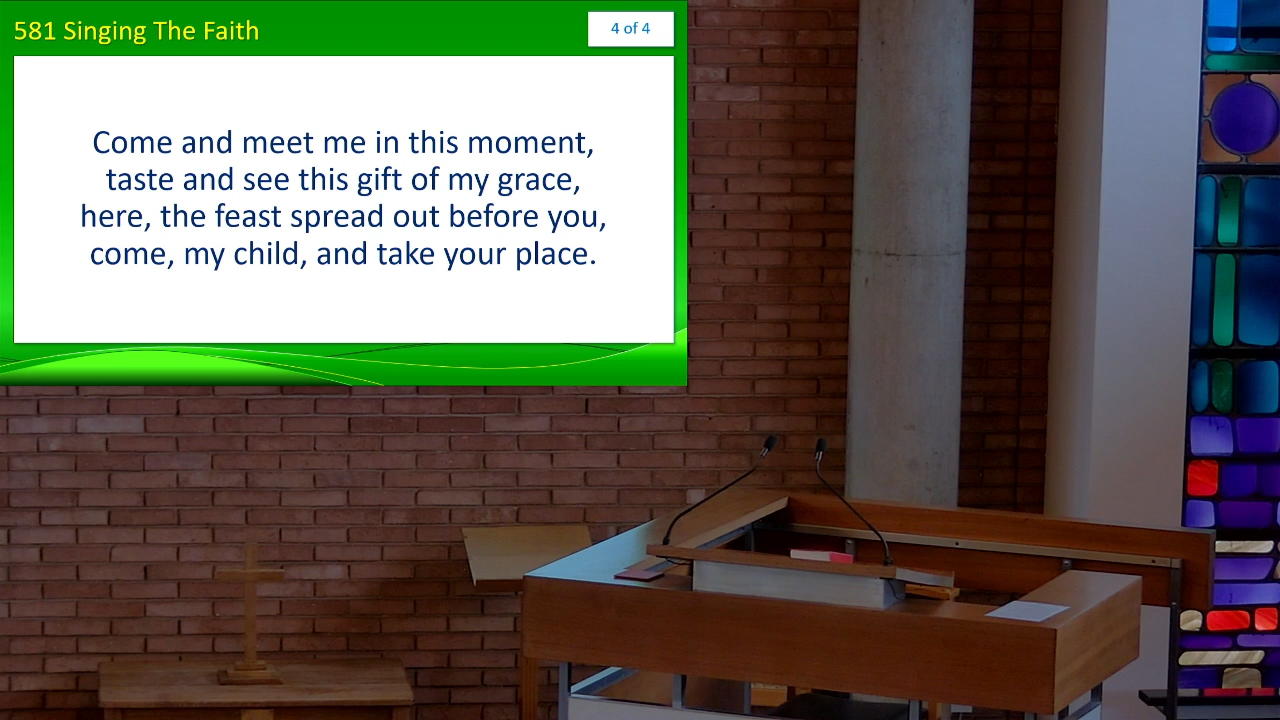 581 Singing The Faith
4 of 4
Come and meet me in this moment,
taste and see this gift of my grace,
here, the feast spread out before you,
come, my child, and take your place.